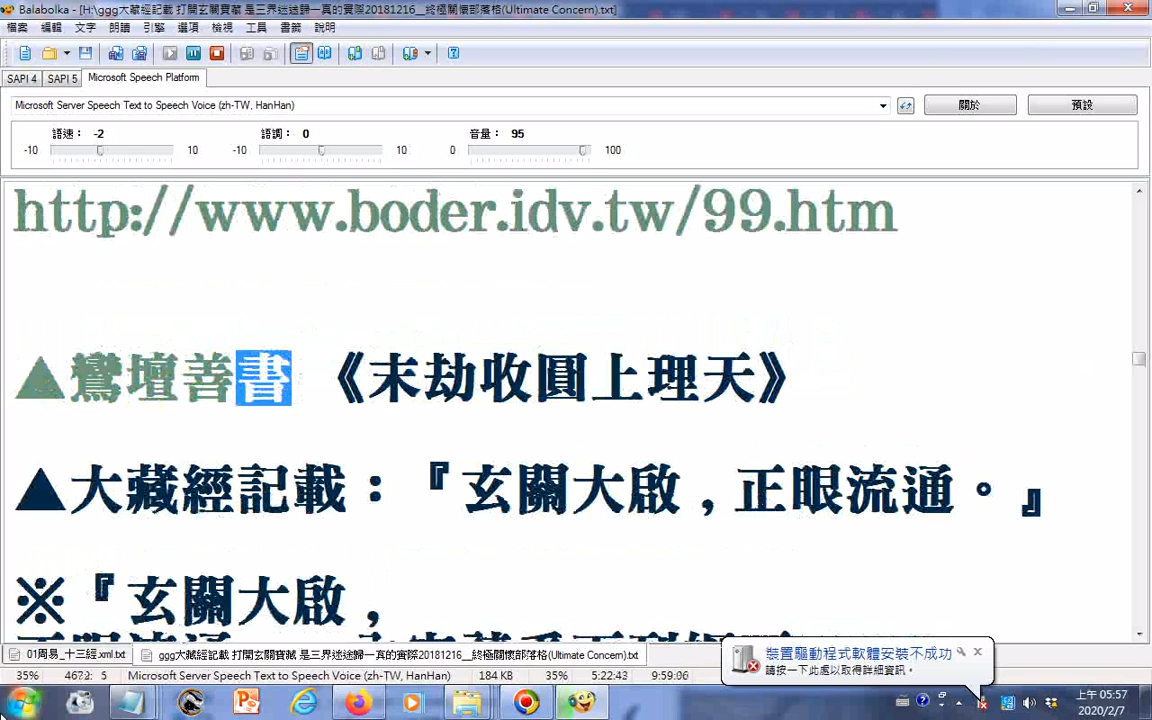 Balabolka - [H:\ggg大藏經記載 打開玄關寶藏 是三界迷途歸一真的實際20181216__終極關懷部落格(Ultimate Concern).txt]
檔案 編輯 文字 朗讀 引擎 選項 檢視 工具 書籤 說明
SAPI 4 SAPI 5 Microsoft Speech Platform
Microsoft Server Speech Text to Speech Voice (zh-TW, HanHan)
關於 預設
語速： -2 語調： 0 音量： 95
-10 10 -10 10 0 100
http://www.boder.idv.tw/99.htm
▲鸞壇善書 《末劫收圓上理天》
▲大藏經記載：『玄關大啟，正眼流通。』
※『玄關大啟，
01周易_十三經.xml.txt ggg大藏經記載 打開玄關寶藏 是三界迷途歸一真的實際20181216__終極關懷部落格(Ultimate Concern).txt
裝置驅動程式軟體安裝不成功
請按一下此處以取得詳細資訊。
35% 4672: 5 Microsoft Server Speech Text to Speech Voice (zh-TW, HanHan) 184 KB 35% 5:22:43 9:59:06
上午 05:57
2020/2/7